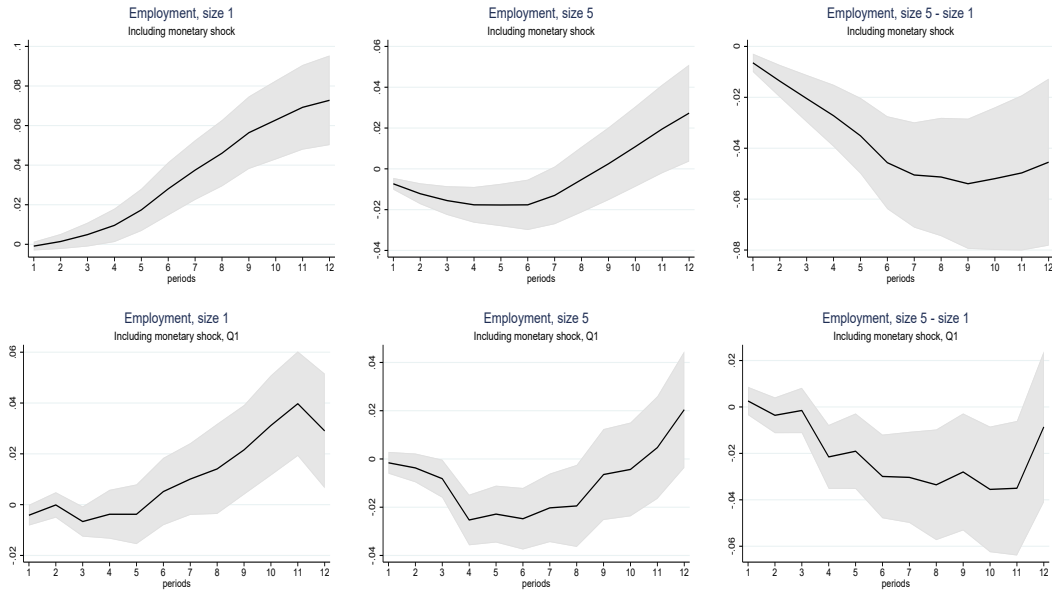 Employment, size 1
Including monetary shock
.1
.08
.06
.04
.02
0
1 2 3 4 5 6 7 8 9 10 11 12
periods
Employment, size 5
Including monetary shock
.06
.04
.02
0
-.02
-.04
1 2 3 4 5 6 7 8 9 10 11 12
periods
Employment, size 5 - size 1
Including monetary shock
0
-.02
-.04
-.06
-.08
1 2 3 4 5 6 7 8 9 10 11 12
periods
Employment, size 1
Including monetary shock, Q1
.06
.04
.02
0
-.02
1 2 3 4 5 6 7 8 9 10 11 12
periods
Employment, size 5
Including monetary shock, Q1
.04
.02
0
-.02
-.04
1 2 3 4 5 6 7 8 9 10 11 12
periods
Employment, size 5 - size 1
Including monetary shock, Q1
.02
0
-.02
-.04
-.06
1 2 3 4 5 6 7 8 9 10 11 12
periods